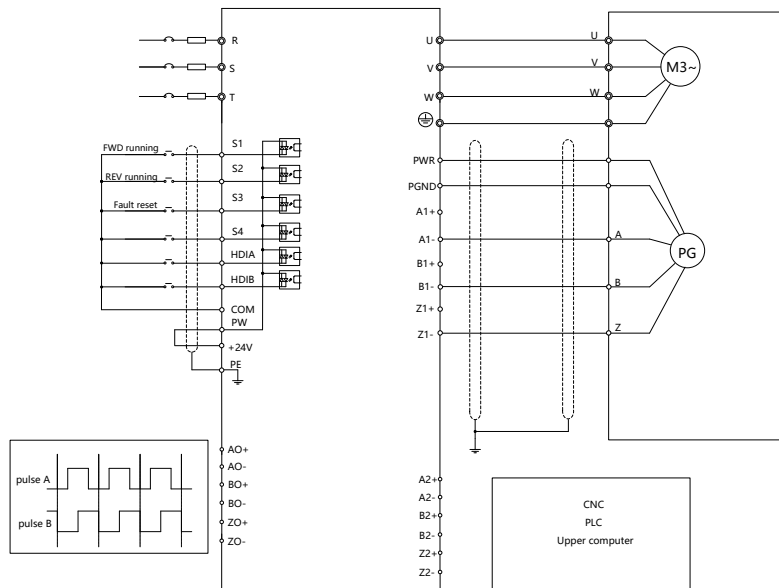 R
S
T
FWD running
REV running
Fault reset
S1
S2
S3
S4
HDIA
HDIB
COM
PW
+24V
PE
AO+
AO-
BO+
BO-
ZO+
ZO-
pulse A
pulse B
U
V
W
PWR
PGND
A1+
A1-
B1+
B1-
Z1+
Z1-
A2+
A2-
B2+
B2-
Z2+
Z2-
U
V
W
M3~
A
B
Z
PG
CNC
PLC
Upper computer